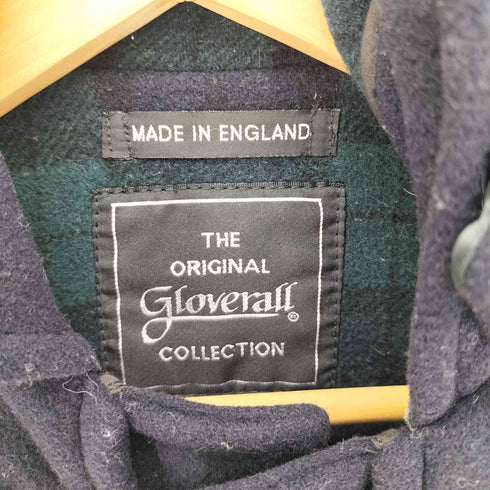 MADE IN ENGLAND
THE
ORIGINAL
Gloverall®
COLLECTION